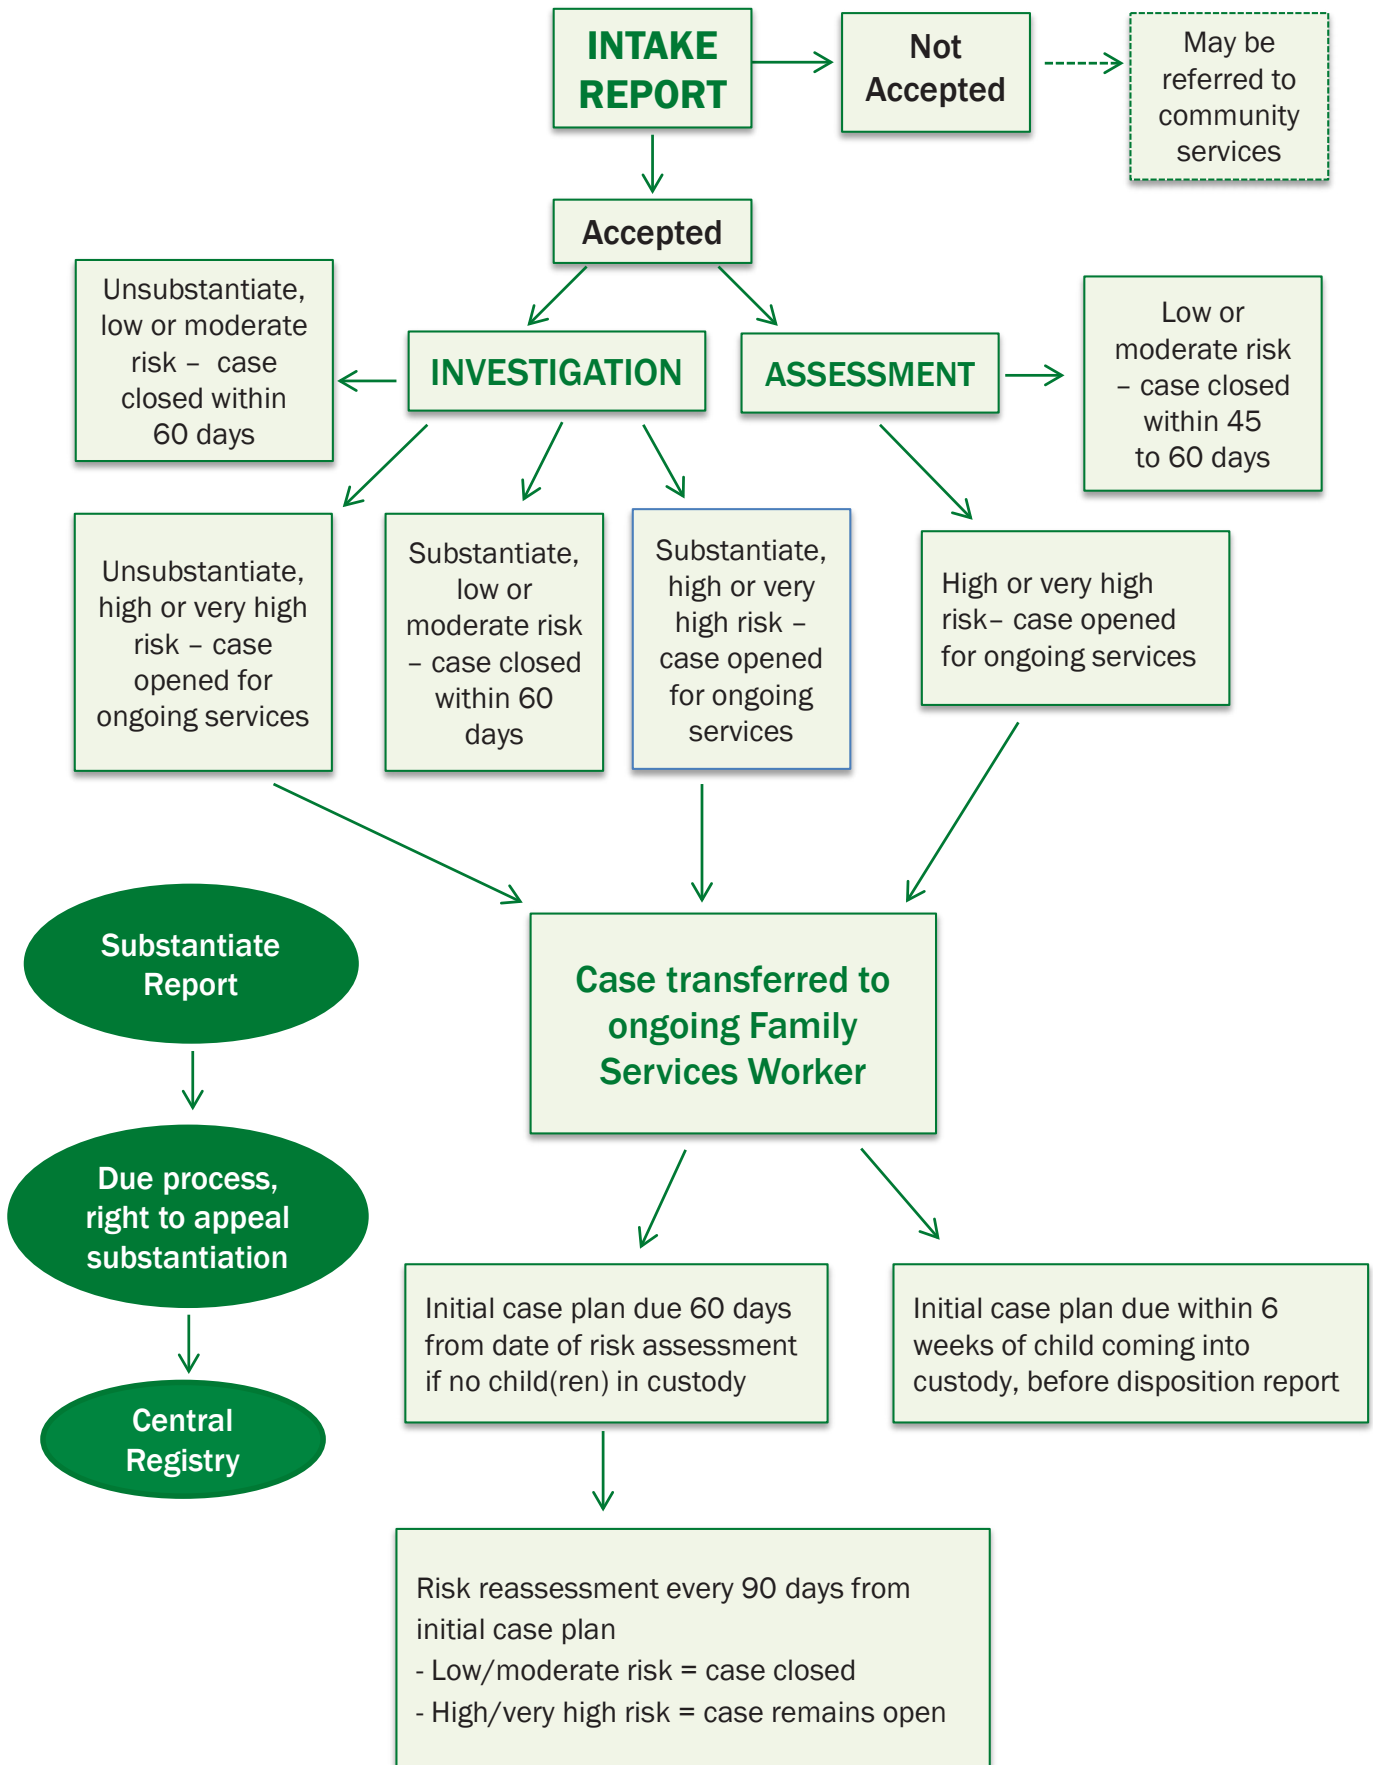 INTAKE
REPORT
Not
Accepted
May be
referred to
community
services
Accepted
Unsubstantiate,
low or moderate
risk – case
closed within
60 days
INVESTIGATION
ASSESSMENT
Low or
moderate risk
– case closed
within 45
to 60 days
Unsubstantiate,
high or very high
risk – case
opened for
ongoing services
Substantiate,
low or
moderate risk
– case closed
within 60
days
Substantiate,
high or very
high risk –
case opened
for ongoing
services
High or very high
risk– case opened
for ongoing services
Substantiate
Report
Case transferred to
ongoing Family
Services Worker
Due process,
right to appeal
substantiation
Initial case plan due 60 days
from date of risk assessment
if no child(ren) in custody
Initial case plan due within 6
weeks of child coming into
custody, before disposition report
Central
Registry
Risk reassessment every 90 days from
initial case plan
- Low/moderate risk = case closed
- High/very high risk = case remains open